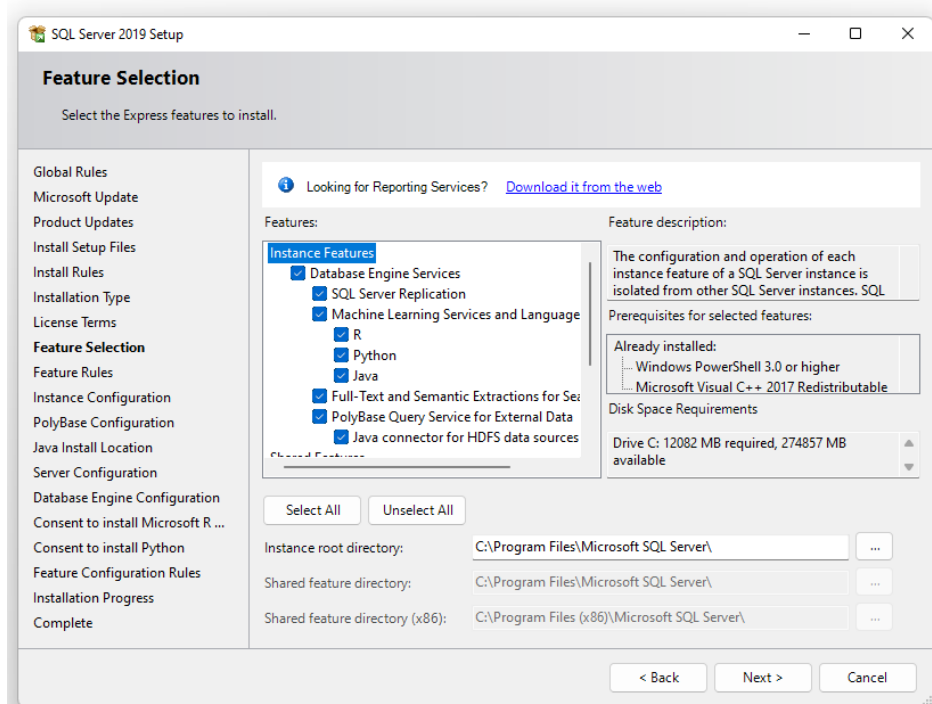 SQL Server 2019 Setup
Feature Selection
Select the Express features to install.
Global Rules
Microsoft Update
Product Updates
Install Setup Files
Install Rules
Installation Type
License Terms
Feature Selection
Feature Rules
Instance Configuration
PolyBase Configuration
Java Install Location
Server Configuration
Database Engine Configuration
Consent to install Microsoft R ...
Consent to install Python
Feature Configuration Rules
Installation Progress
Complete
Looking for Reporting Services? Download it from the web
Features:
Instance Features
Database Engine Services
SQL Server Replication
Machine Learning Services and Language
R
Python
Java
Full-Text and Semantic Extractions for Sea
PolyBase Query Service for External Data
Java connector for HDFS data sources
Shared Features
Feature description:
The configuration and operation of each
instance feature of a SQL Server instance is
isolated from other SQL Server instances. SQL
Prerequisites for selected features:
Already installed:
Windows PowerShell 3.0 or higher
Microsoft Visual C++ 2017 Redistributable
Disk Space Requirements
Drive C: 12082 MB required, 274857 MB
available
Select All
Unselect All
Instance root directory: C:\Program Files\Microsoft SQL Server\ ...
Shared feature directory: C:\Program Files\Microsoft SQL Server\ ...
Shared feature directory (x86): C:\Program Files (x86)\Microsoft SQL Server\ ...
< Back
Next >
Cancel